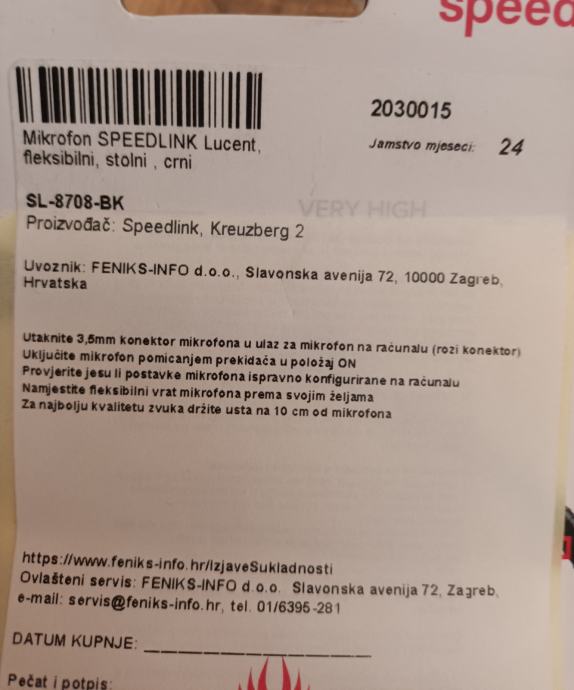 speed
2030015
Mikrofon SPEEDLINK Lucent,
fleksibilni, stolni , crni
Jamstvo mjeseci: 24
SL-8708-BK
VERY HIGH
Proizvođač: Speedlink, Kreuzberg 2
Uvoznik: FENIKS-INFO d.o.o., Slavonska avenija 72, 10000 Zagreb,
Hrvatska
Utaknite 3,5mm konektor mikrofona u ulaz za mikrofon na računalu (rozi konektor)
Uključite mikrofon pomicanjem prekidača u položaj ON
Provjerite jesu li postavke mikrofona ispravno konfigurirane na računalu
Namjestite fleksibilni vrat mikrofona prema svojim željama
Za najbolju kvalitetu zvuka držite usta na 10 cm od mikrofona
https://www.feniks-info.hr/IzjaveSukladnosti
Ovlašteni servis: FENIKS-INFO d.o.o. Slavonska avenija 72, Zagreb,
e-mail: servis@feniks-info.hr, tel. 01/6395-281
DATUM KUPNJE: ____________________
Pečat i potpis: